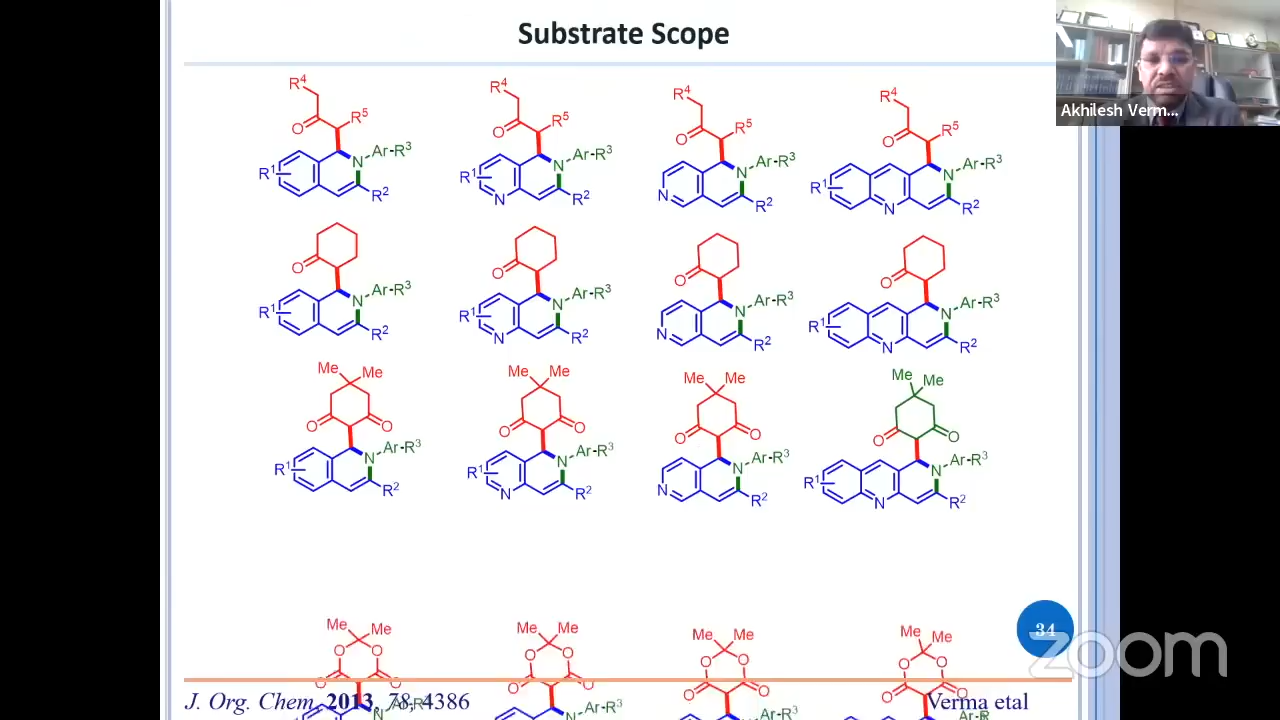 Substrate Scope
Akhilesh Verm...
R⁴ R⁴ R⁴ R⁴
O R⁵ O R⁵ O R⁵ O R⁵
R¹ N Ar-R³ R¹ N Ar-R³ N Ar-R³ R¹ N Ar-R³
R² N R² N R² N R²
O O O O
R¹ N Ar-R³ R¹ N Ar-R³ N Ar-R³ R¹ N Ar-R³
R² N R² N R² N R²
Me Me Me Me Me Me Me Me
O O O O O O O O
R¹ N Ar-R³ R¹ N Ar-R³ N Ar-R³ R¹ N Ar-R³
R² N R² N R² N R²
Me Me Me Me Me Me Me Me
O O O O O O O O
O O O O O O O O
N N Ar-R³ N Ar-R³ N
34
zoom
J. Org. Chem. 2013, 78, 4386
Verma etal